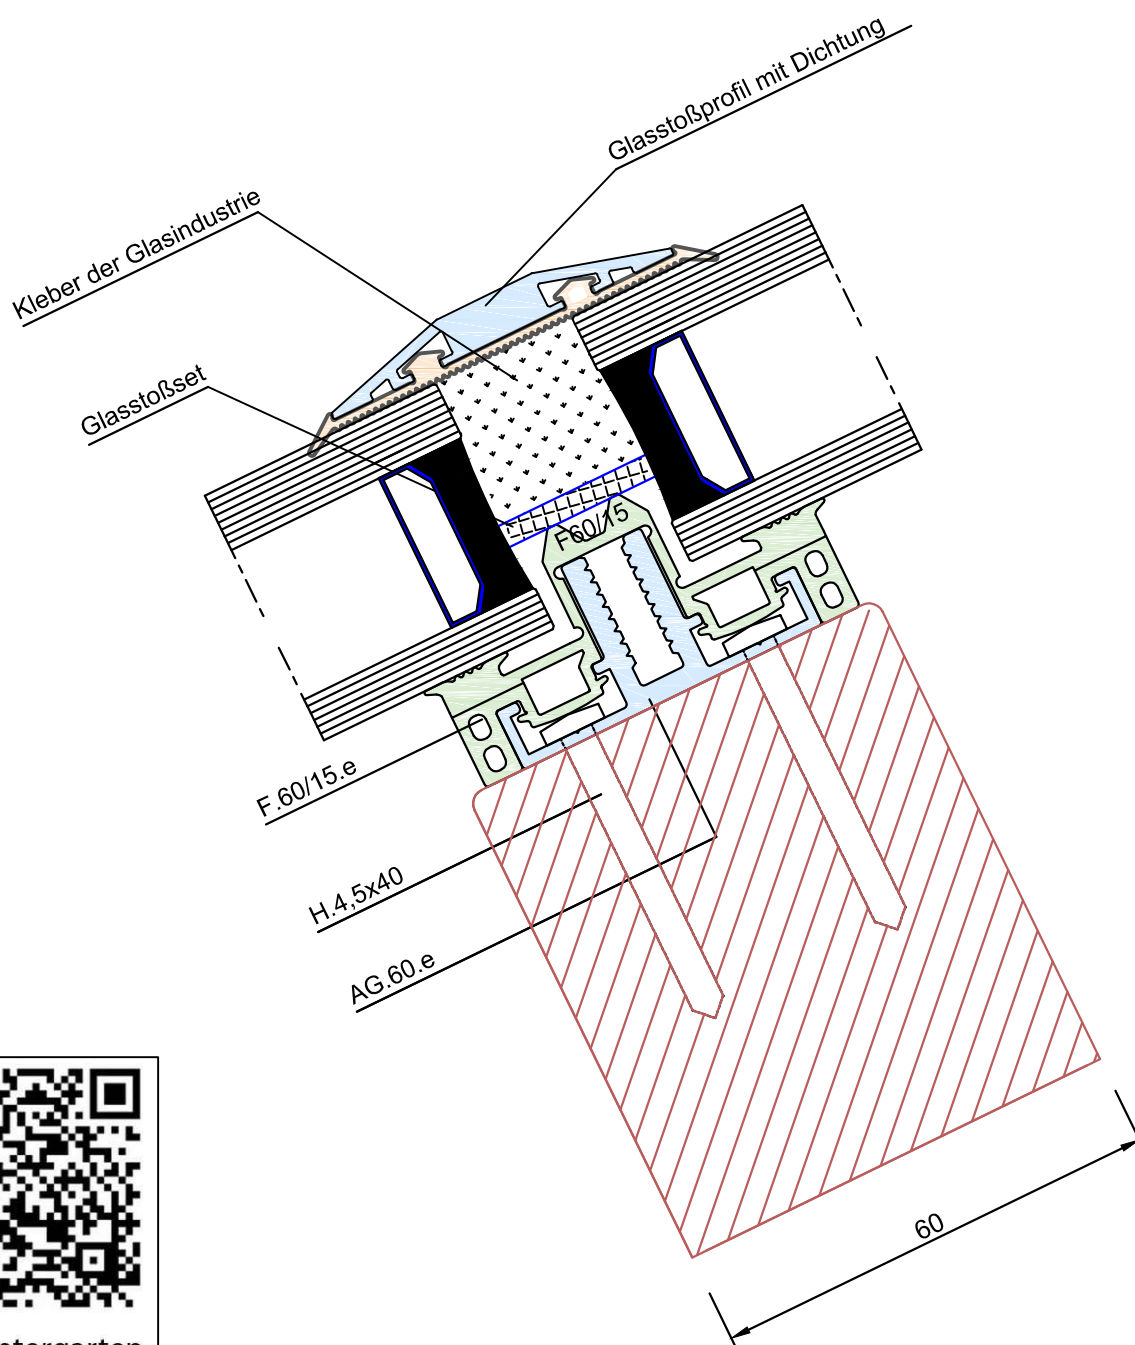 Glasstoßprofil mit Dichtung
Kleber der Glasindustrie
Glasstoßset
F60/15
F.60/15.e
H.4,5x40
AG.60.e
60